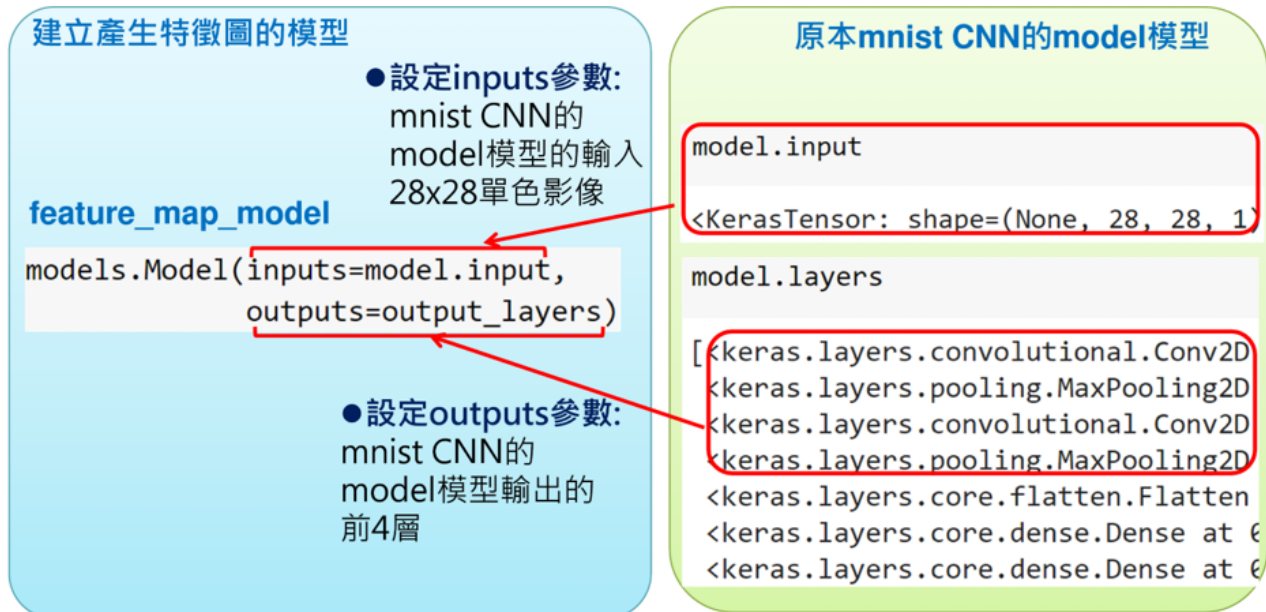 建立產生特徵圖的模型
●設定inputs參數:
mnist CNN的
model模型的輸入
28x28單色影像
feature_map_model
models.Model(inputs=model.input,
outputs=output_layers)
●設定outputs參數:
mnist CNN的
model模型輸出的
前4層
原本mnist CNN的model模型
model.input
<KerasTensor: shape=(None, 28, 28, 1)
model.layers
[<keras.layers.convolutional.Conv2D
<keras.layers.pooling.MaxPooling2D
<keras.layers.convolutional.Conv2D
<keras.layers.pooling.MaxPooling2D
<keras.layers.core.flatten.Flatten
<keras.layers.core.dense.Dense at 0
<keras.layers.core.dense.Dense at 0